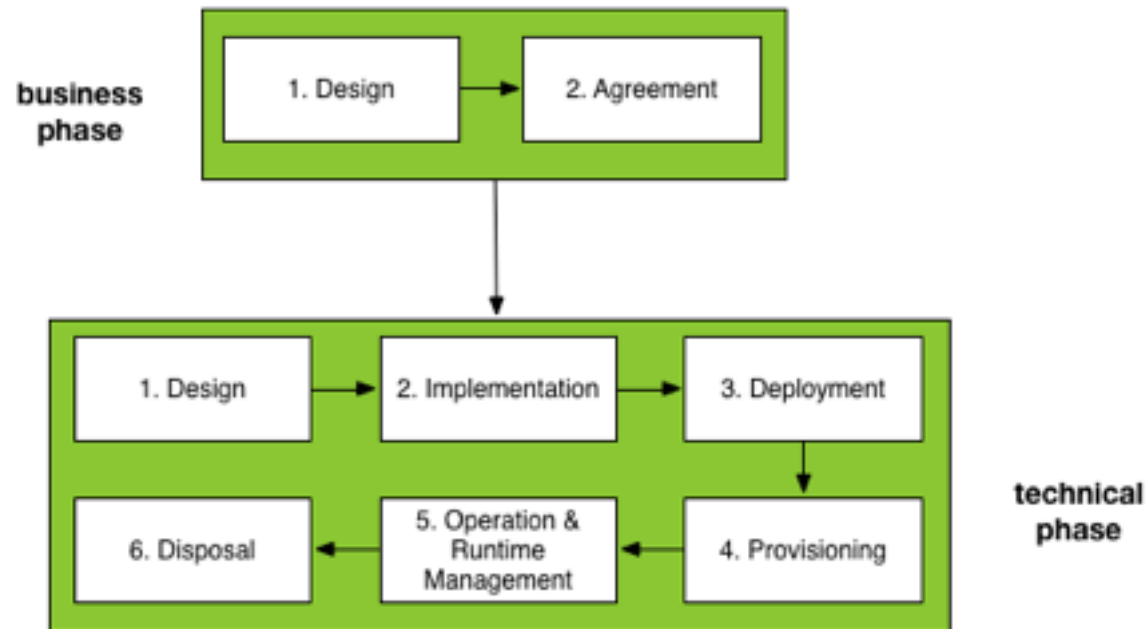 business
phase
1. Design
2. Agreement
1. Design
2. Implementation
3. Deployment
6. Disposal
5. Operation &
Runtime
Management
4. Provisioning
technical
phase